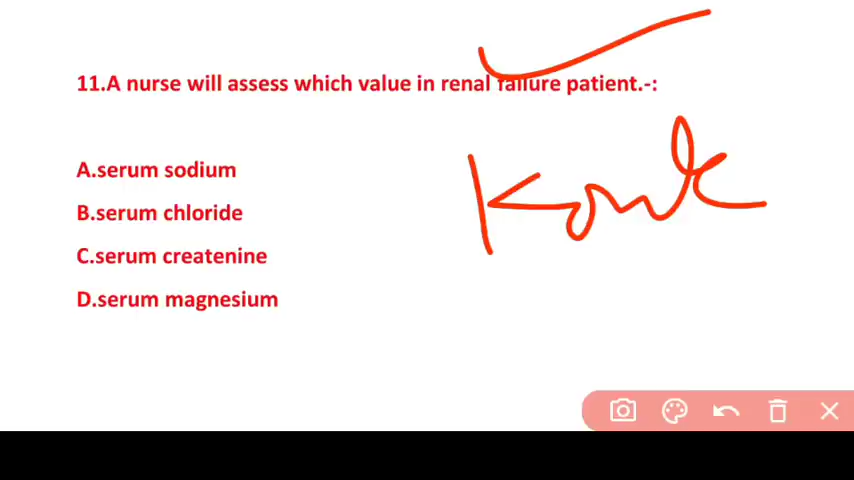 11.A nurse will assess which value in renal failure patient.-:
A.serum sodium
B.serum chloride
C.serum createnine
D.serum magnesium